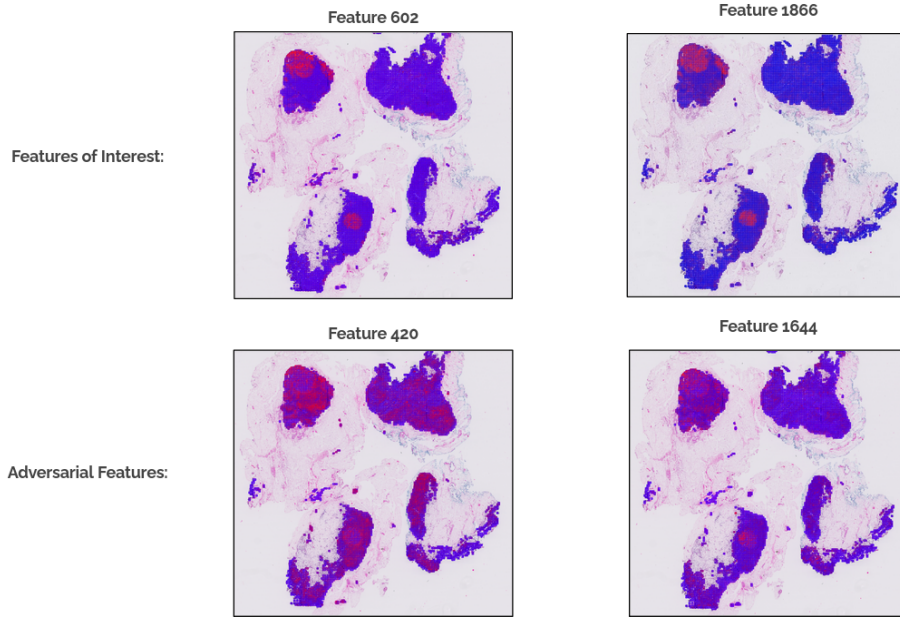 Feature 602
Feature 1866
Features of Interest:
Feature 420
Feature 1644
Adversarial Features: